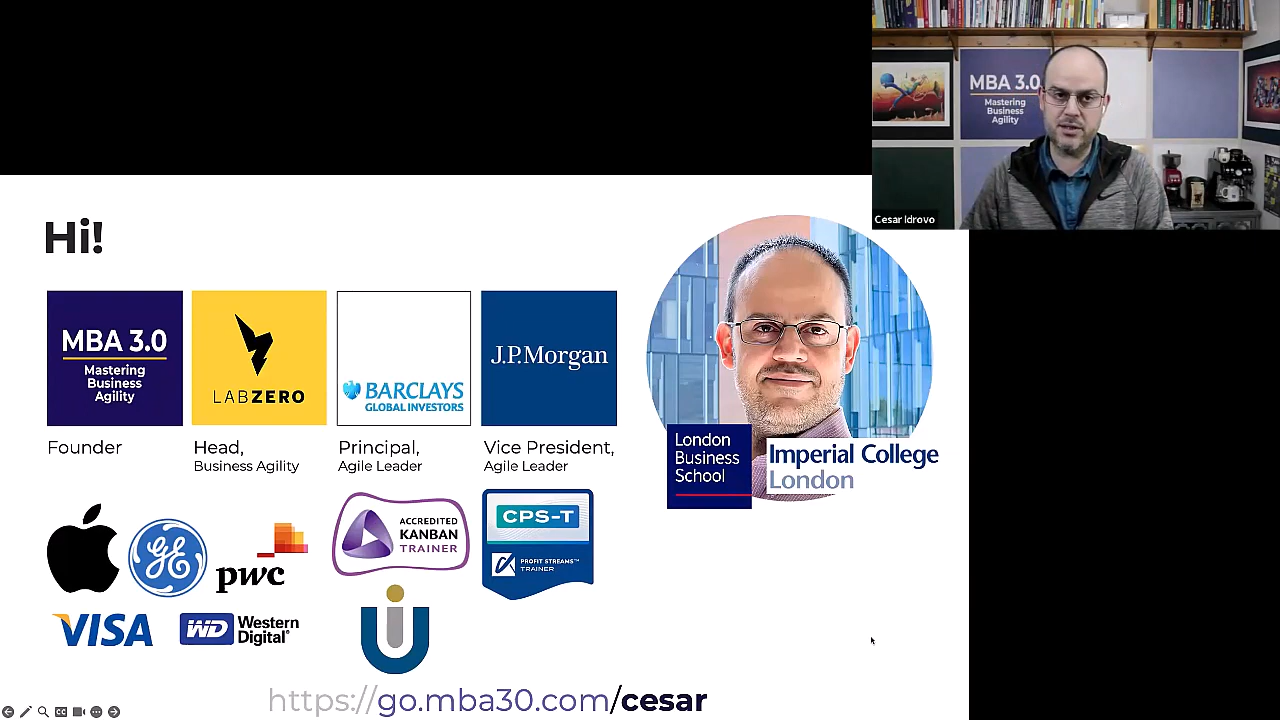 MBA 3.0
Mastering
Business
Agility
Cesar Idrovo
Hi!
MBA 3.0
Mastering
Business
Agility
LABZERO
BARCLAYS
GLOBAL INVESTORS
J.P.Morgan
Founder
Head,
Business Agility
Principal,
Agile Leader
Vice President,
Agile Leader
London
Business
School
Imperial College
London
GE
pwc
ACCREDITED
KANBAN
TRAINER
CPS-T
PROFIT STREAMS™
TRAINER
VISA
WD Western
Digital®
https://go.mba30.com/cesar